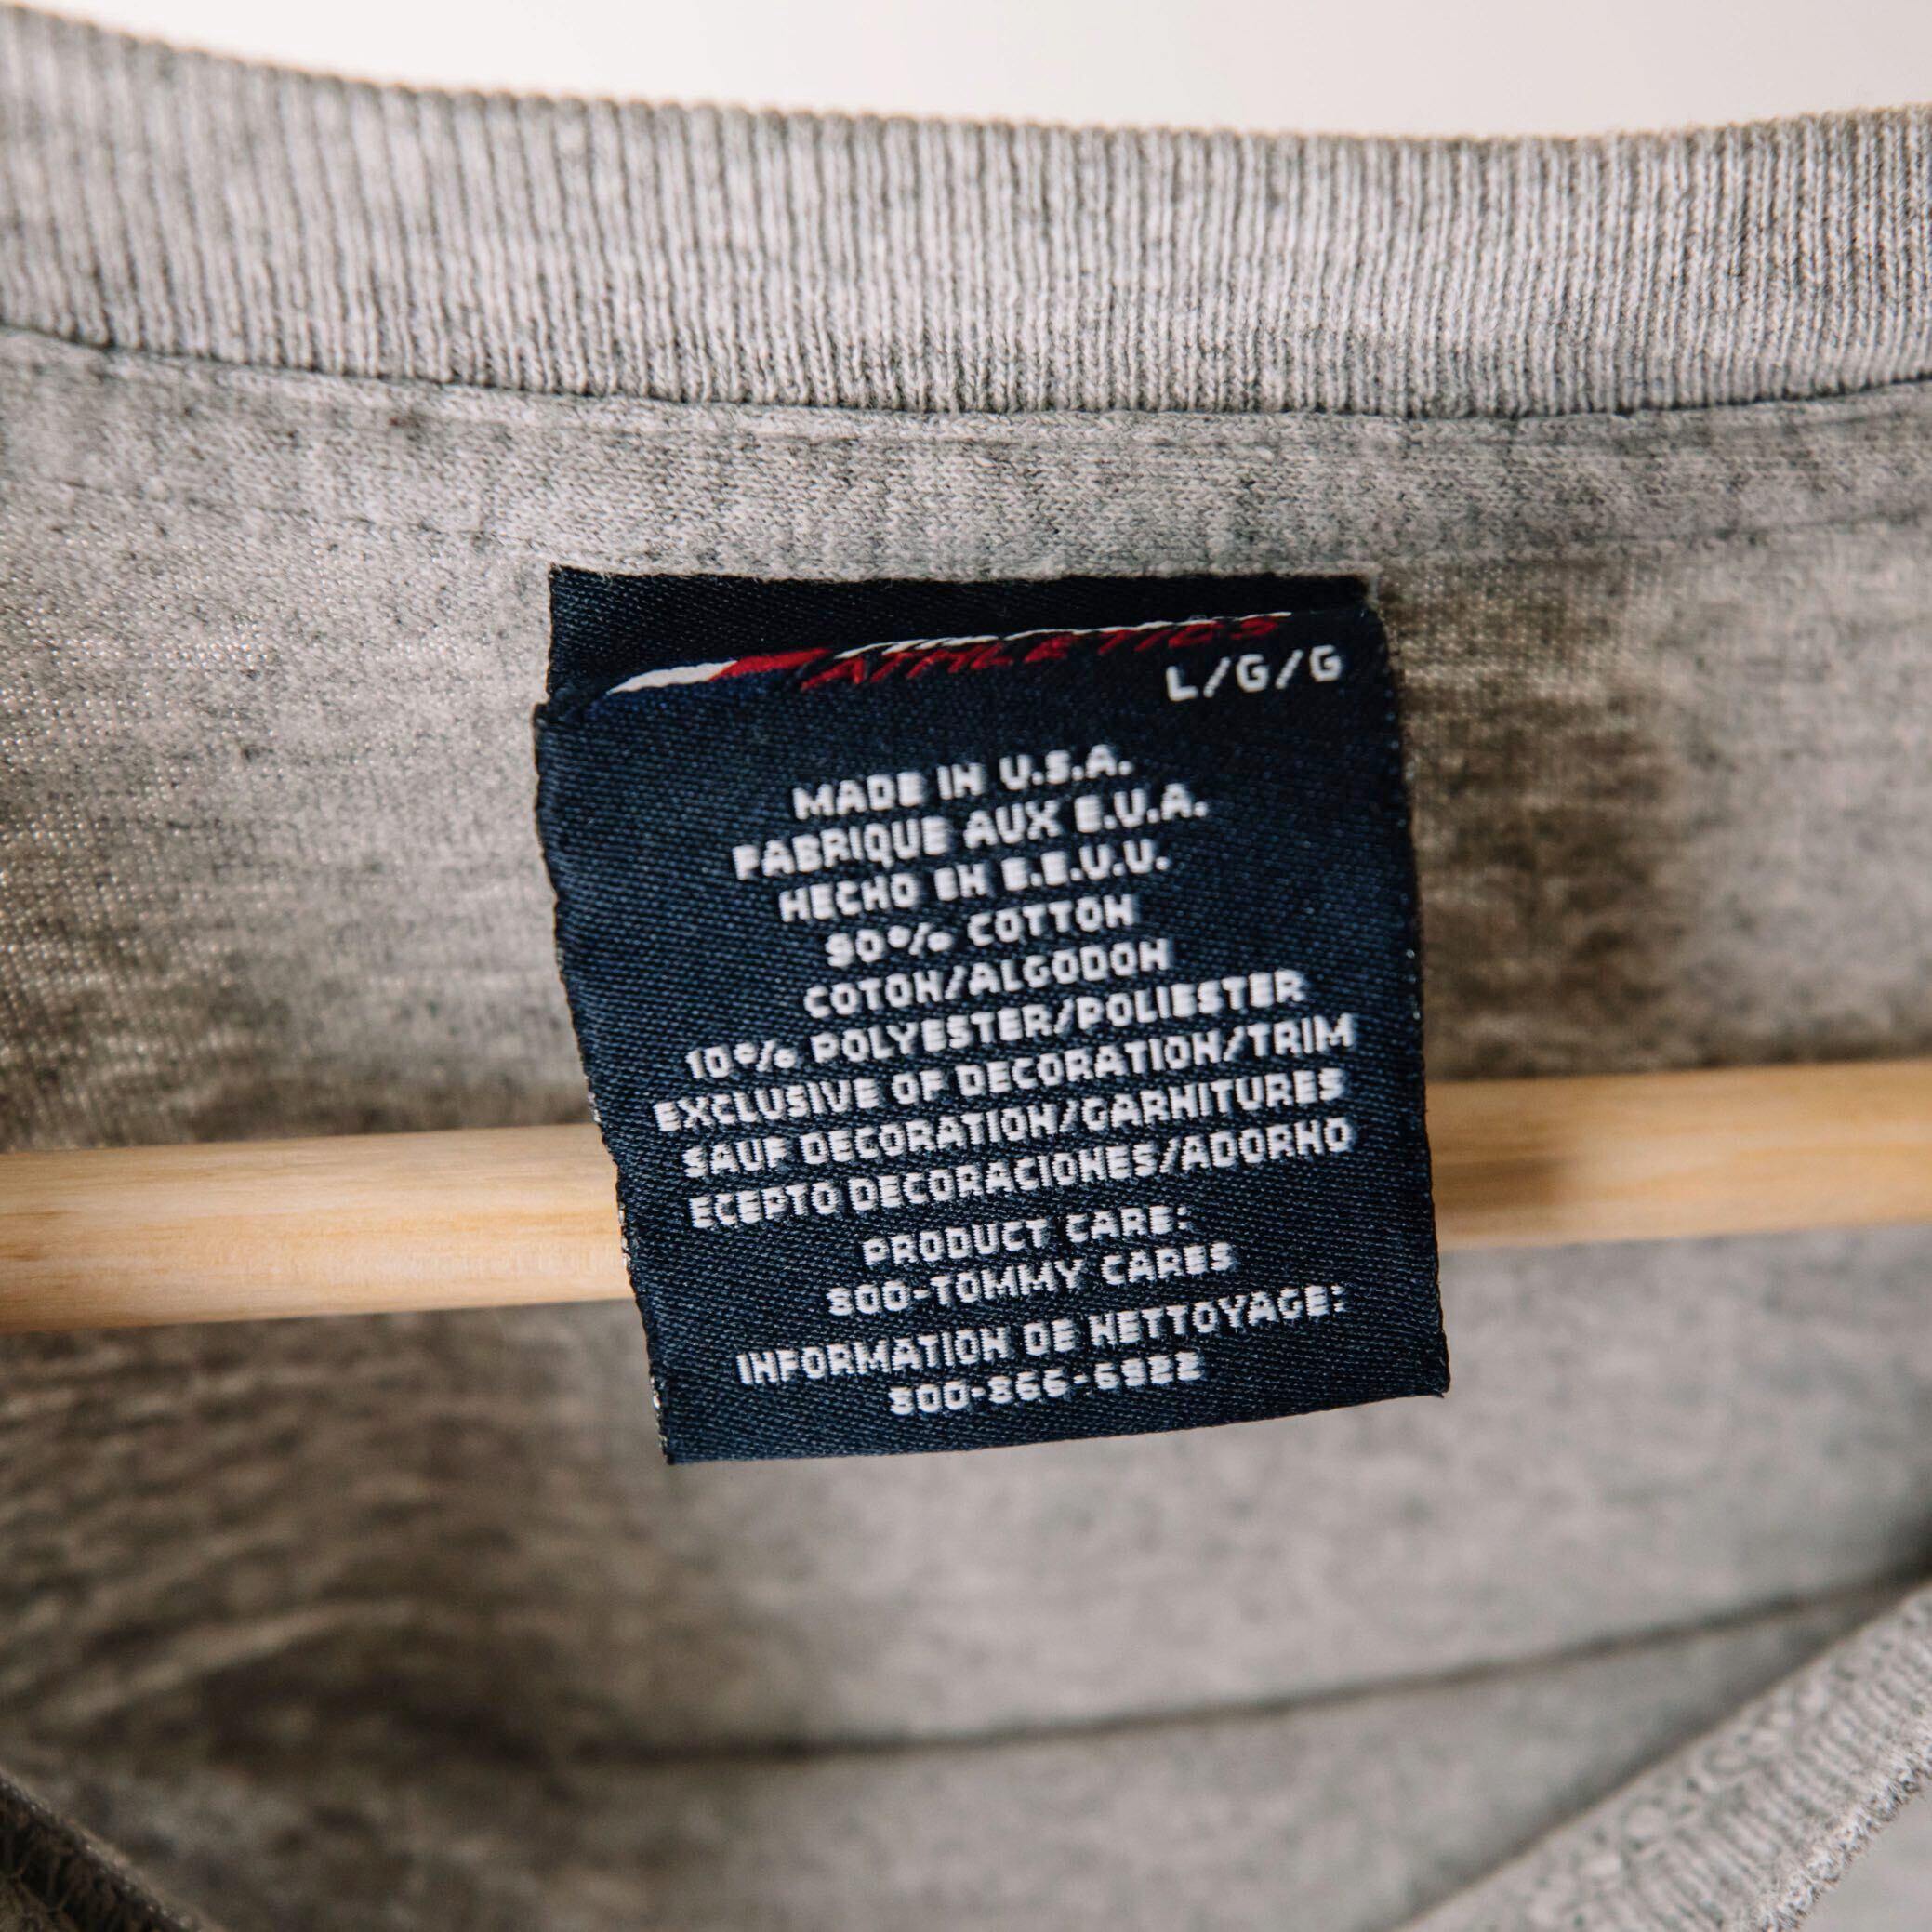 ATHLETICS
L/G/G
MADE IN U.S.A.
FABRIQUE AUX E.U.A.
HECHO EN E.E.U.U.
90% COTTON
COTON/ALGODON
10% POLYESTER/POLIESTER
EXCLUSIVE OF DECORATION/TRIM
SAUF DECORATION/GARNITURES
ECEPTO DECORACIONES/ADORNO
PRODUCT CARE:
800-TOMMY CARES
INFORMATION DE NETTOYAGE:
800-866-6922